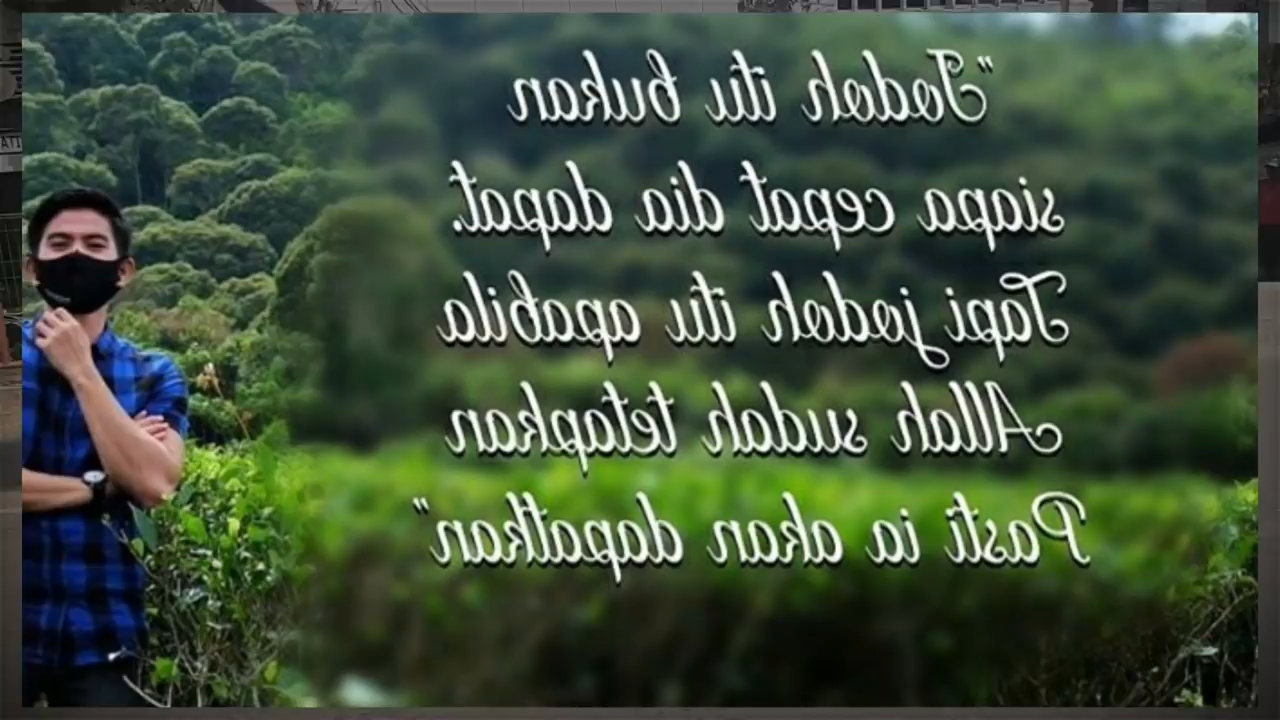 "Jodoh itu bukan
siapa cepat dia dapat.
Tapi jodoh itu apabila
Allah sudah tetapkan
Pasti ia akan dapatkan"